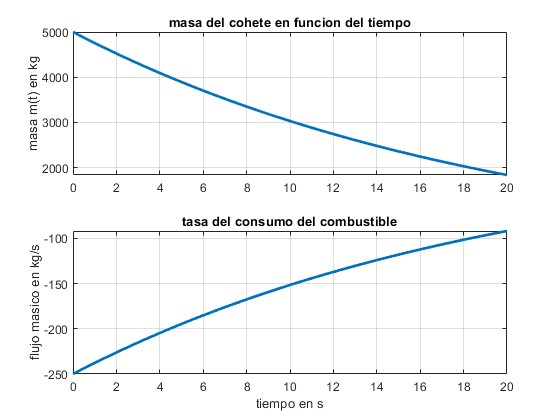 masa del cohete en funcion del tiempo
masa m(t) en kg
5000
4000
3000
2000
0 2 4 6 8 10 12 14 16 18 20
tasa del consumo del combustible
flujo masico en kg/s
-100
-150
-200
-250
0 2 4 6 8 10 12 14 16 18 20
tiempo en s